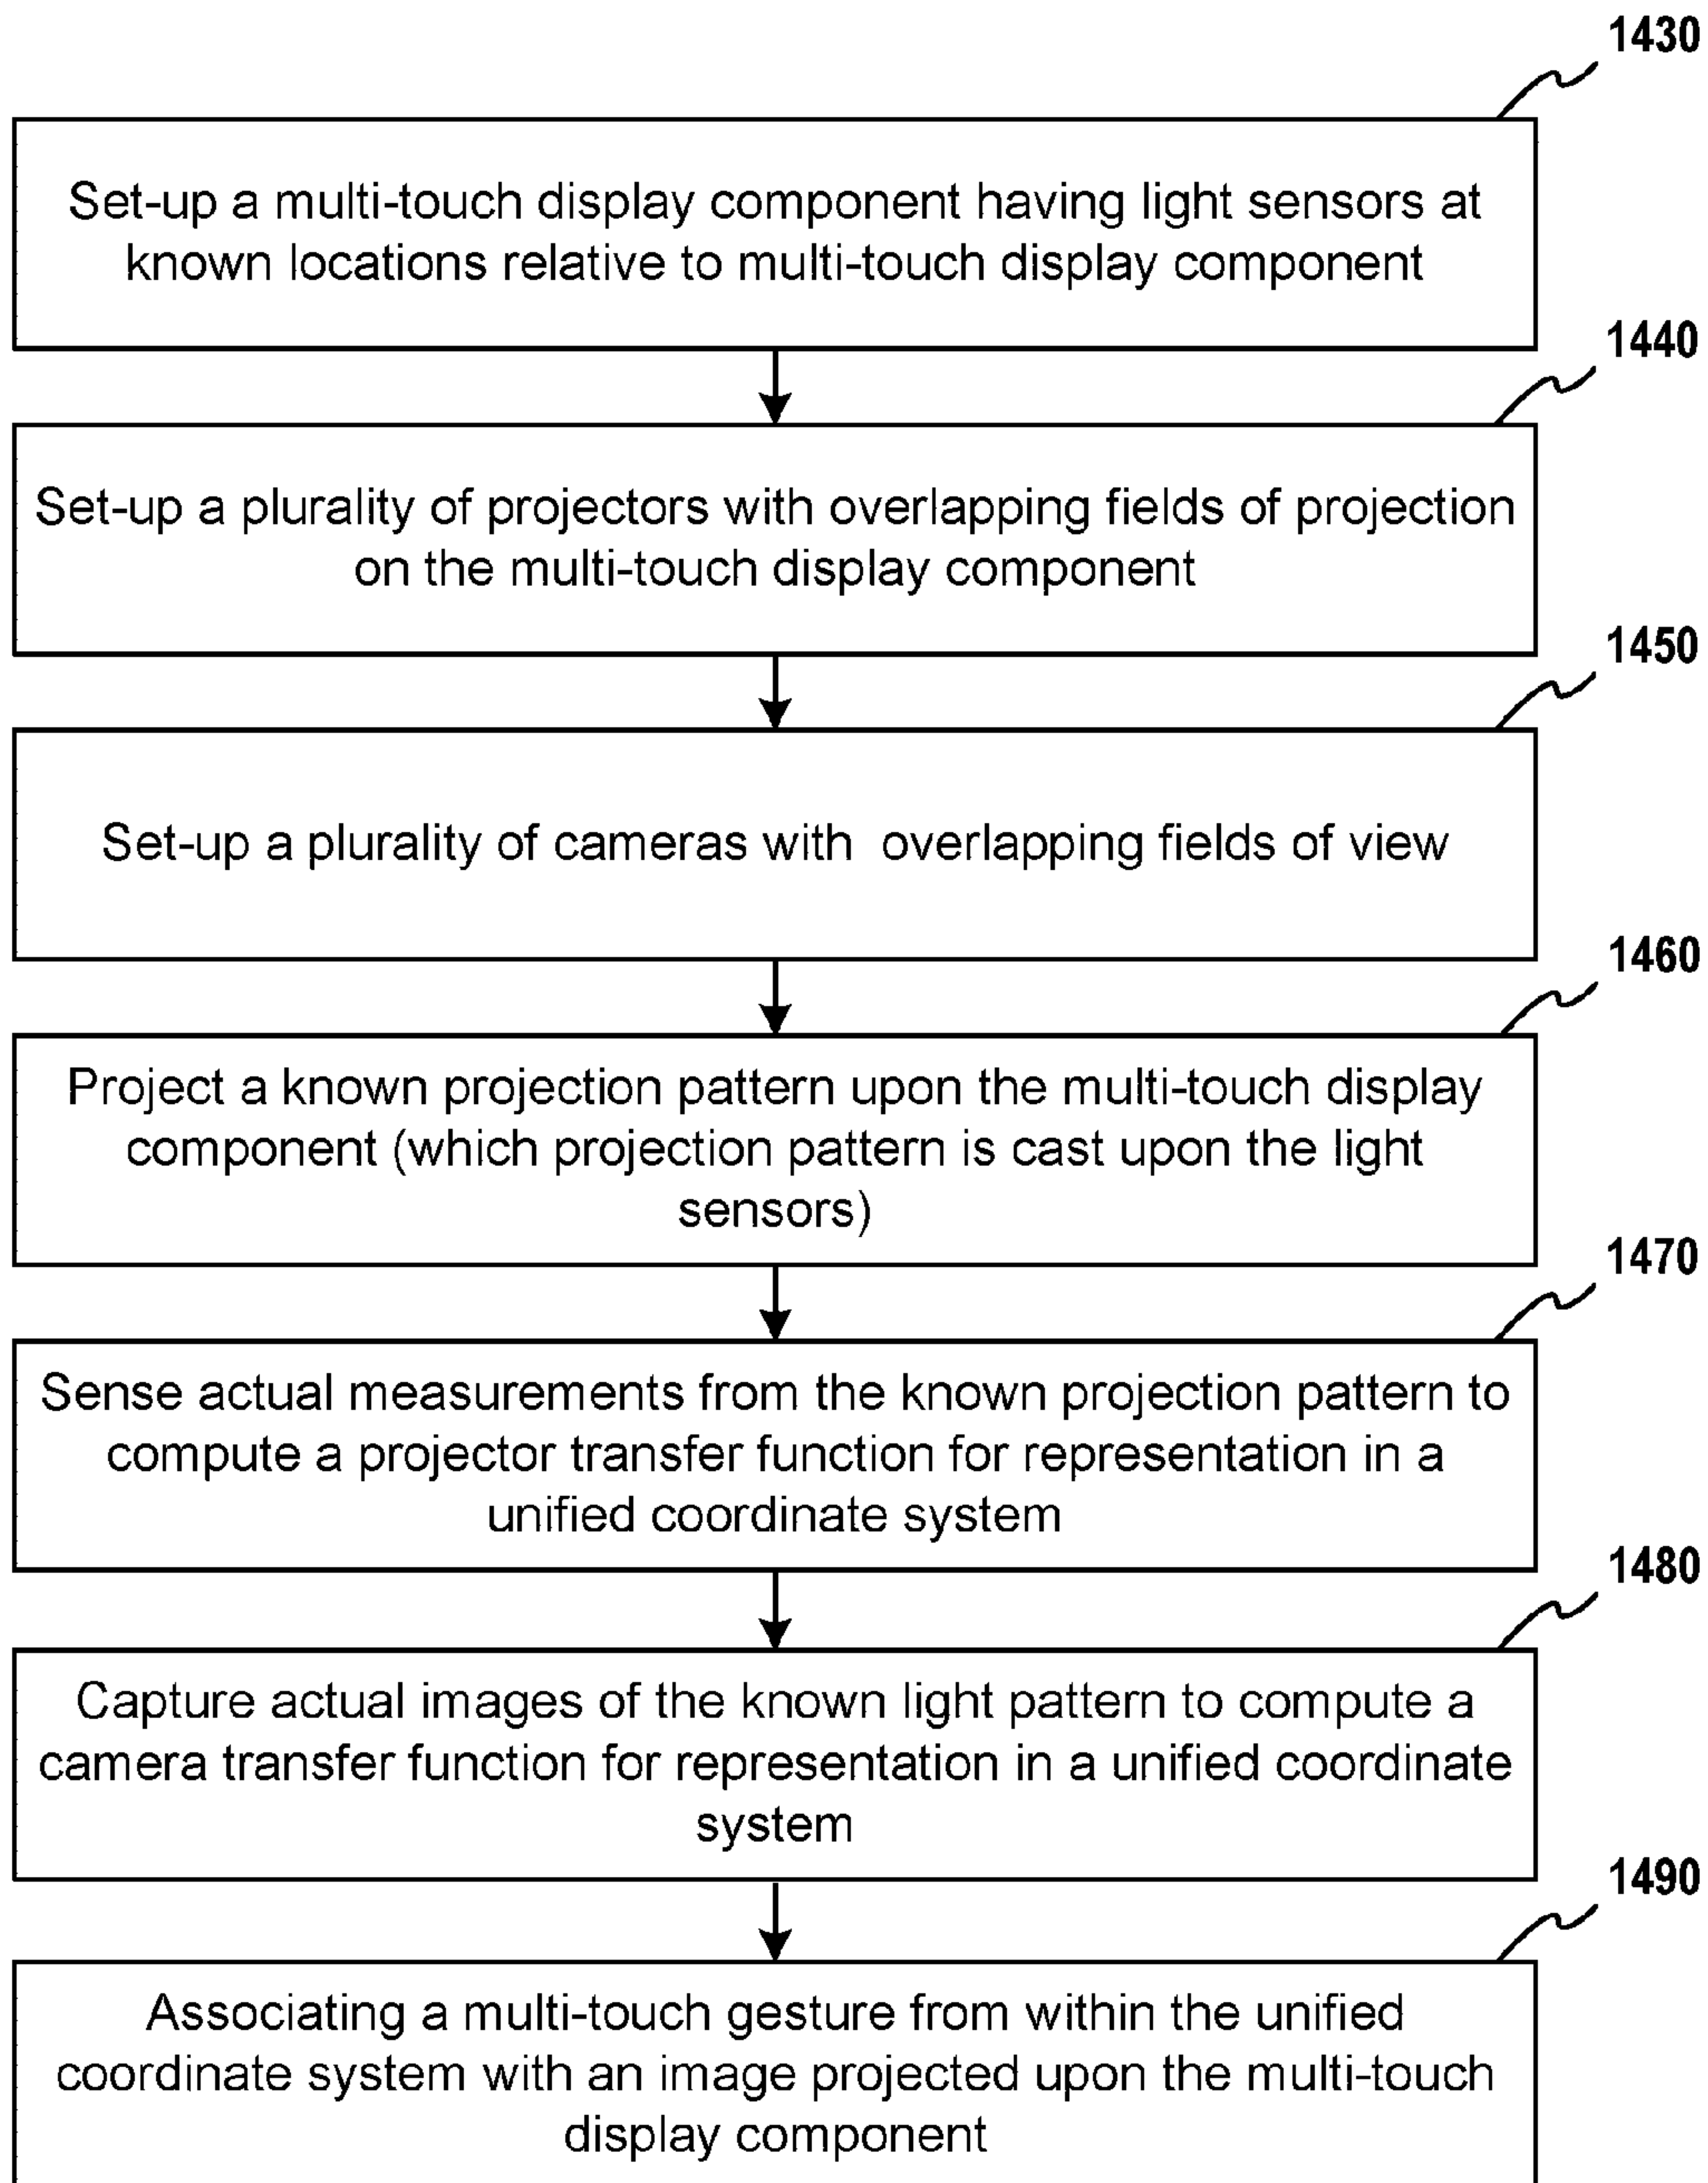 1430
Set-up a multi-touch display component having light sensors at
known locations relative to multi-touch display component
1440
Set-up a plurality of projectors with overlapping fields of projection
on the multi-touch display component
1450
Set-up a plurality of cameras with overlapping fields of view
1460
Project a known projection pattern upon the multi-touch display
component (which projection pattern is cast upon the light
sensors)
1470
Sense actual measurements from the known projection pattern to
compute a projector transfer function for representation in a
unified coordinate system
1480
Capture actual images of the known light pattern to compute a
camera transfer function for representation in a unified coordinate
system
1490
Associating a multi-touch gesture from within the unified
coordinate system with an image projected upon the multi-touch
display component